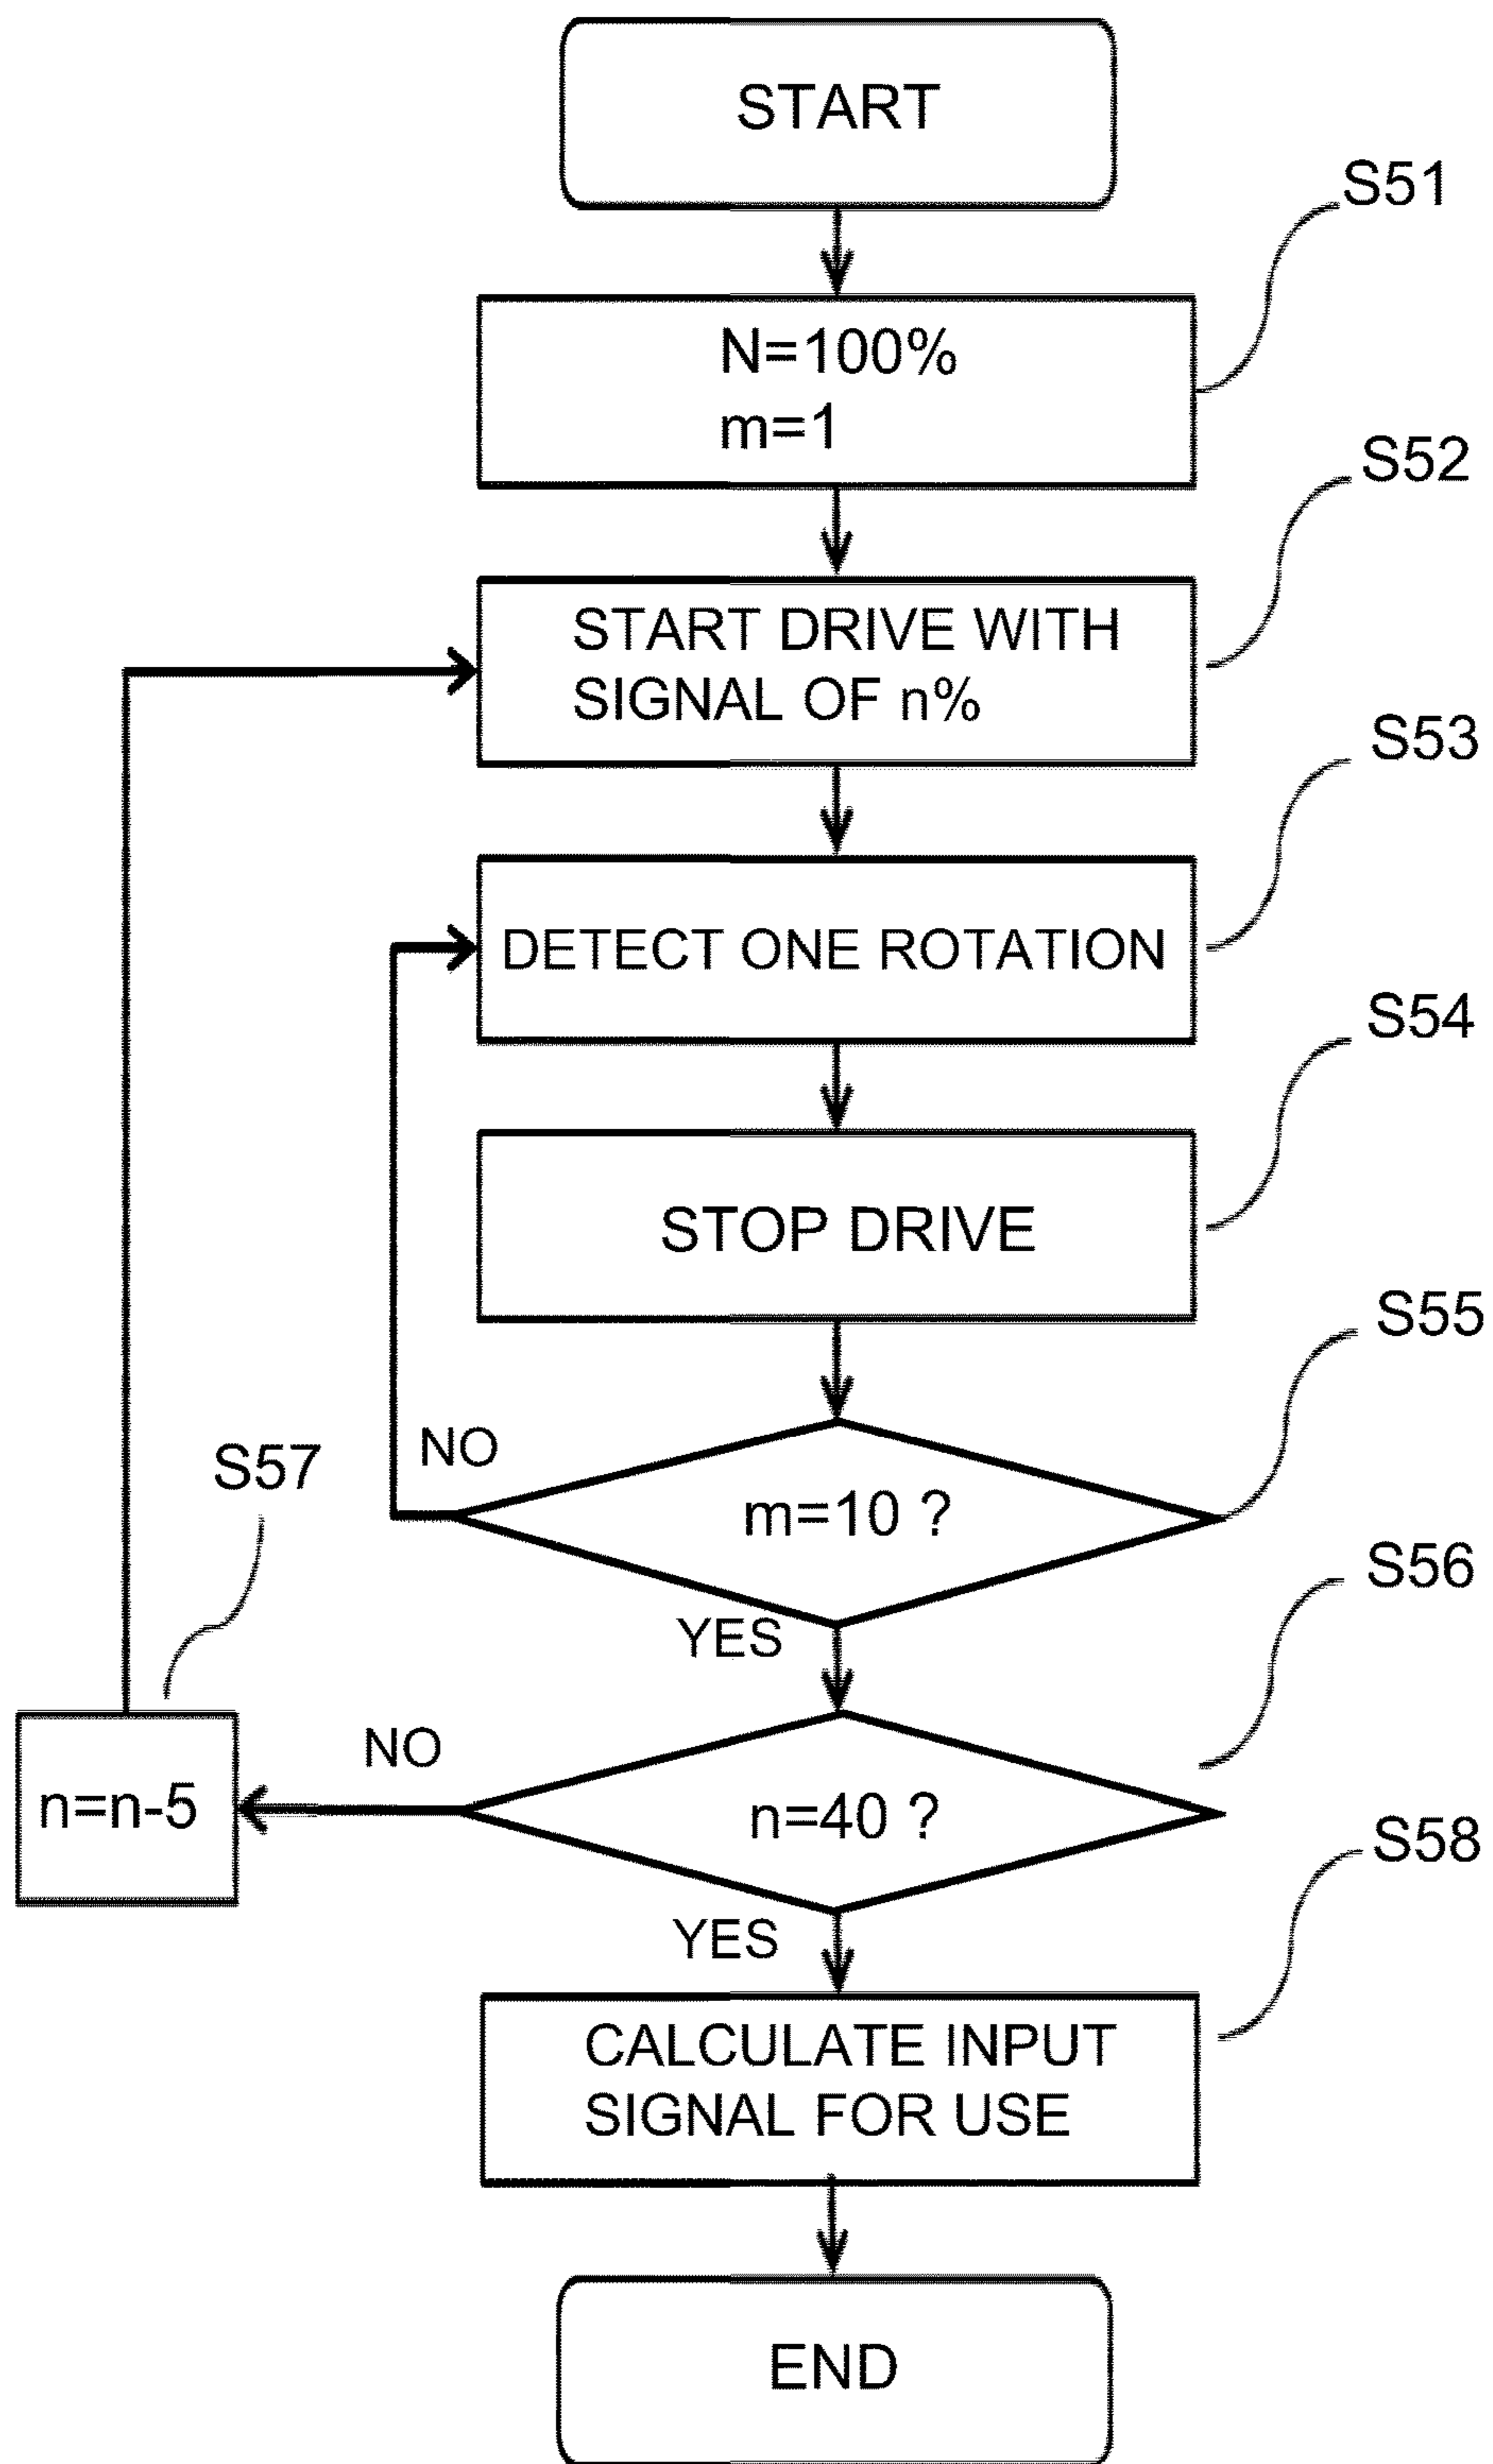 START
S51
N=100%
m=1
S52
START DRIVE WITH
SIGNAL OF n%
S53
DETECT ONE ROTATION
S54
STOP DRIVE
S55
NO
m=10 ?
S57
YES
S56
NO
n=n-5
n=40 ?
S58
YES
CALCULATE INPUT
SIGNAL FOR USE
END